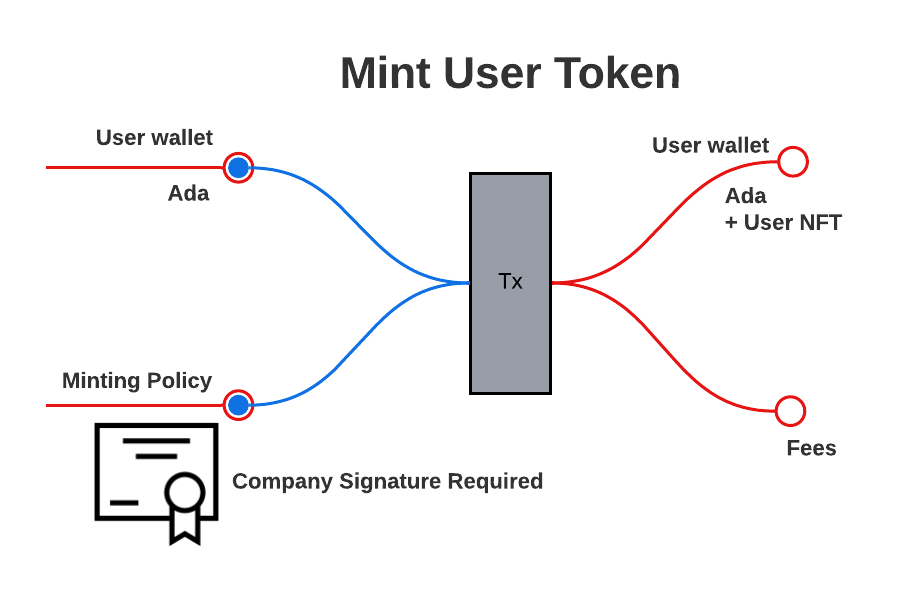 Mint User Token
User wallet
Ada
User wallet
Ada
+ User NFT
Tx
Minting Policy
Company Signature Required
Fees